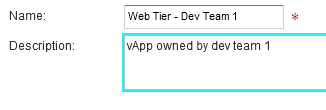 Name: Web Tier - Dev Team 1 *
Description: vApp owned by dev team 1